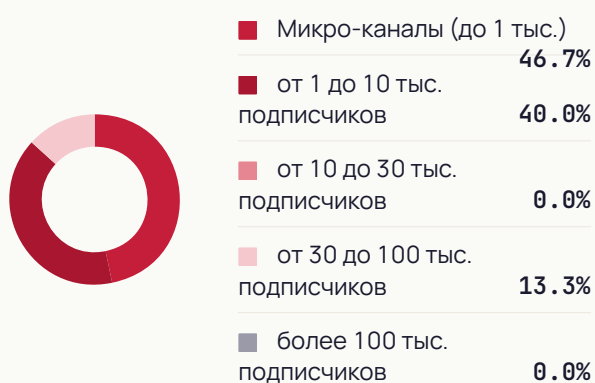 Микро-каналы (до 1 тыс.)
46.7%
от 1 до 10 тыс.
подписчиков 40.0%
от 10 до 30 тыс.
подписчиков 0.0%
от 30 до 100 тыс.
подписчиков 13.3%
более 100 тыс.
подписчиков 0.0%